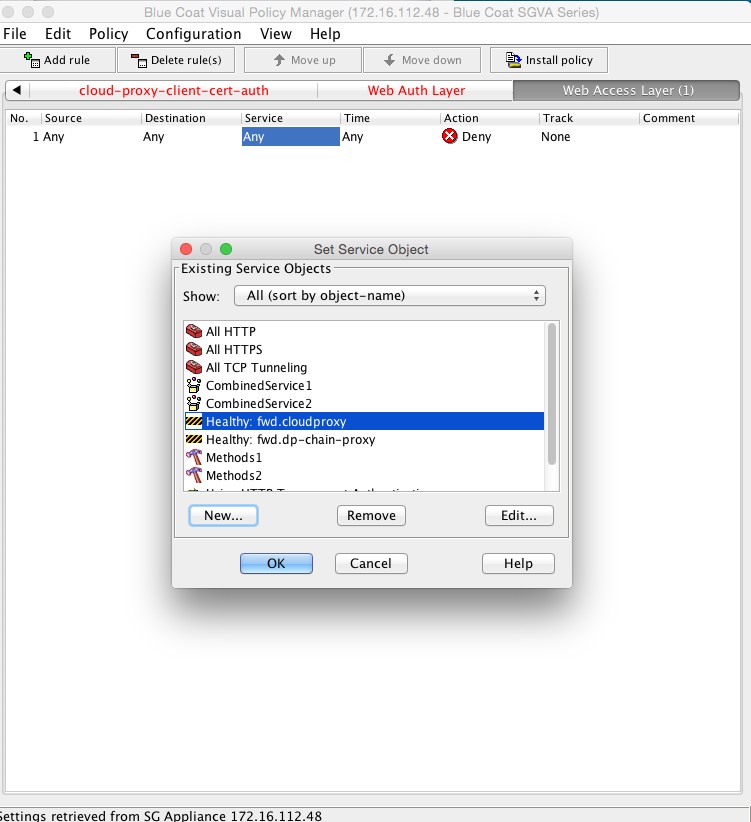 Blue Coat Visual Policy Manager (172.16.112.48 - Blue Coat SGVA Series)
File Edit Policy Configuration View Help
Add rule Delete rule(s) Move up Move down Install policy
cloud-proxy-client-cert-auth Web Auth Layer Web Access Layer (1)
No. Source Destination Service Time Action Track Comment
1 Any Any Any Any Deny None
Set Service Object
Existing Service Objects
Show: All (sort by object-name)
All HTTP
All HTTPS
All TCP Tunneling
CombinedService1
CombinedService2
Healthy: fwd.cloudproxy
Healthy: fwd.dp-chain-proxy
Methods1
Methods2
New... Remove Edit...
OK Cancel Help
Settings retrieved from SG Appliance 172.16.112.48